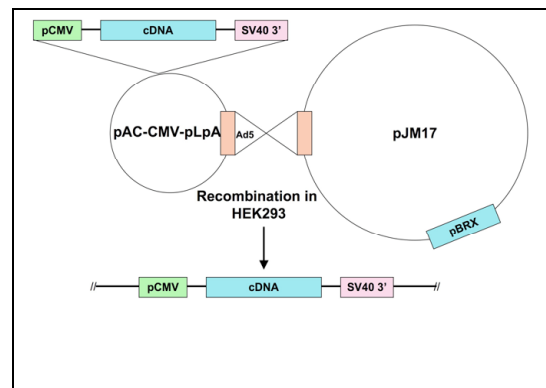 pCMV cDNA SV40 3'
pAC-CMV-pLpA Ad5 pJM17
pBRX
Recombination in
HEK293
// pCMV cDNA SV40 3' //